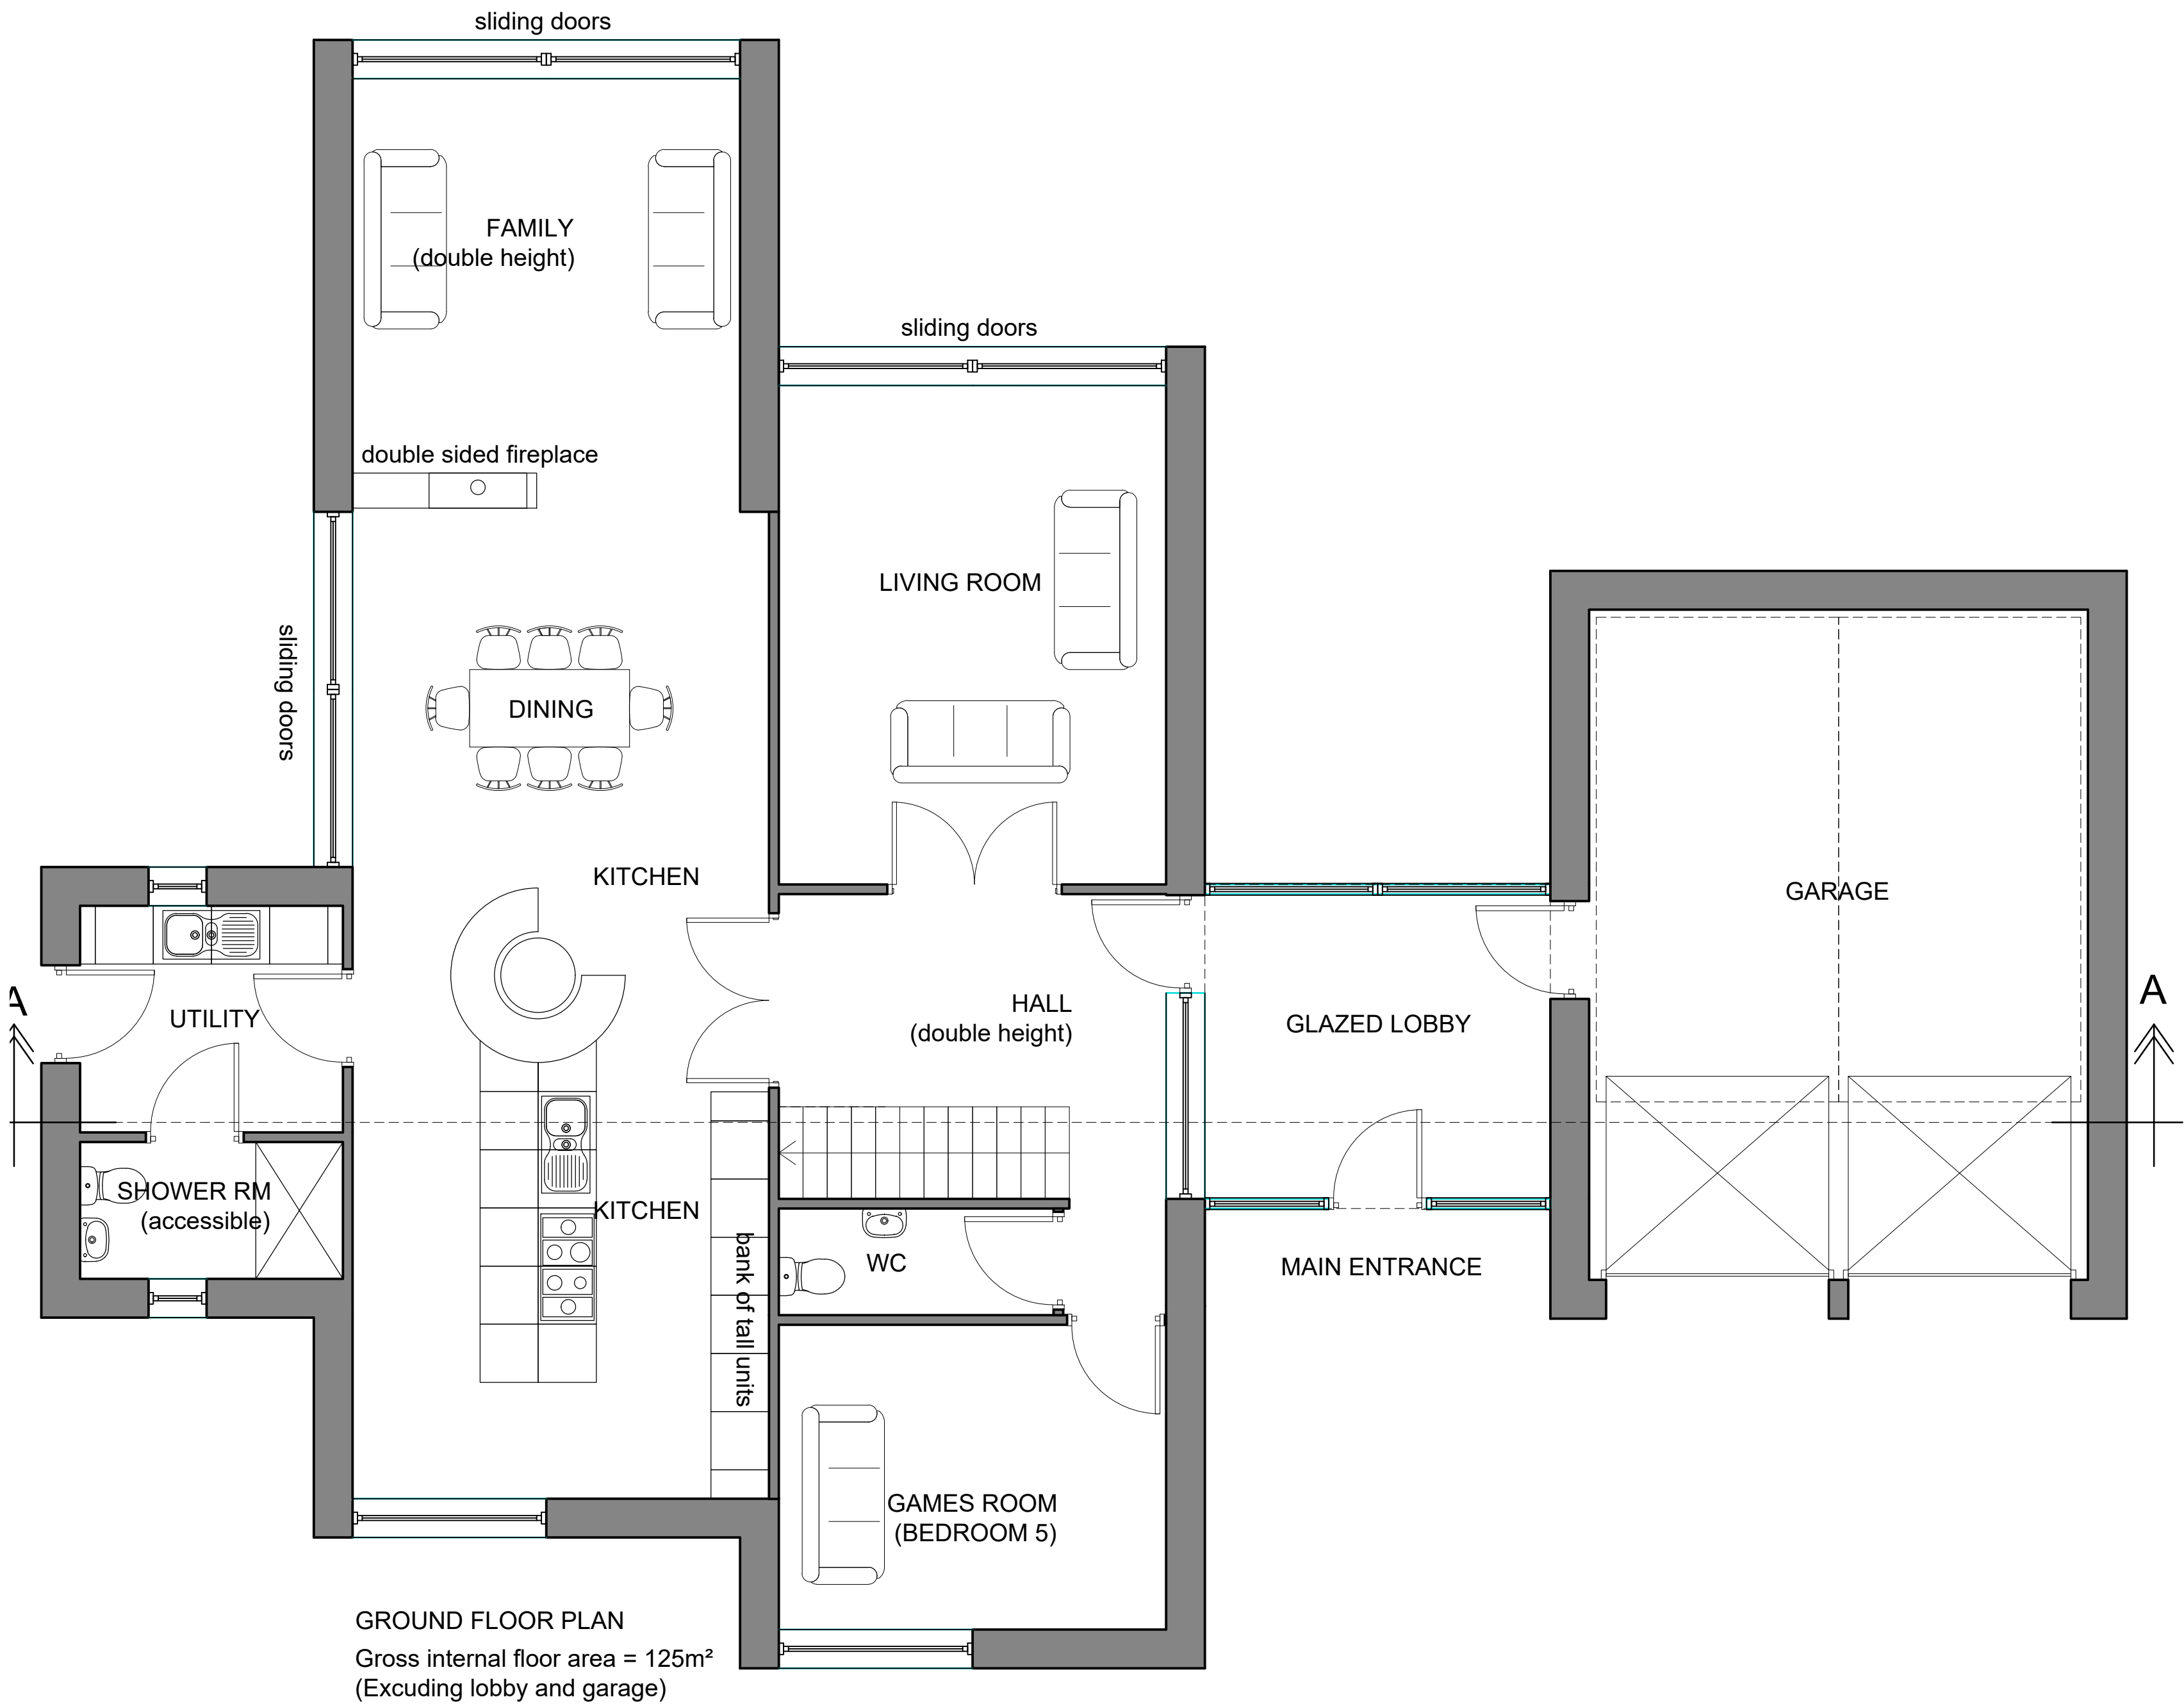 sliding doors
FAMILY
(double height)
sliding doors
double sided fireplace
LIVING ROOM
sliding doors
DINING
KITCHEN
GARAGE
A
UTILITY
HALL
(double height)
GLAZED LOBBY
A
SHOWER RM
(accessible)
KITCHEN
bank of tall units
WC
MAIN ENTRANCE
GAMES ROOM
(BEDROOM 5)
GROUND FLOOR PLAN
Gross internal floor area = 125m²
(Excuding lobby and garage)